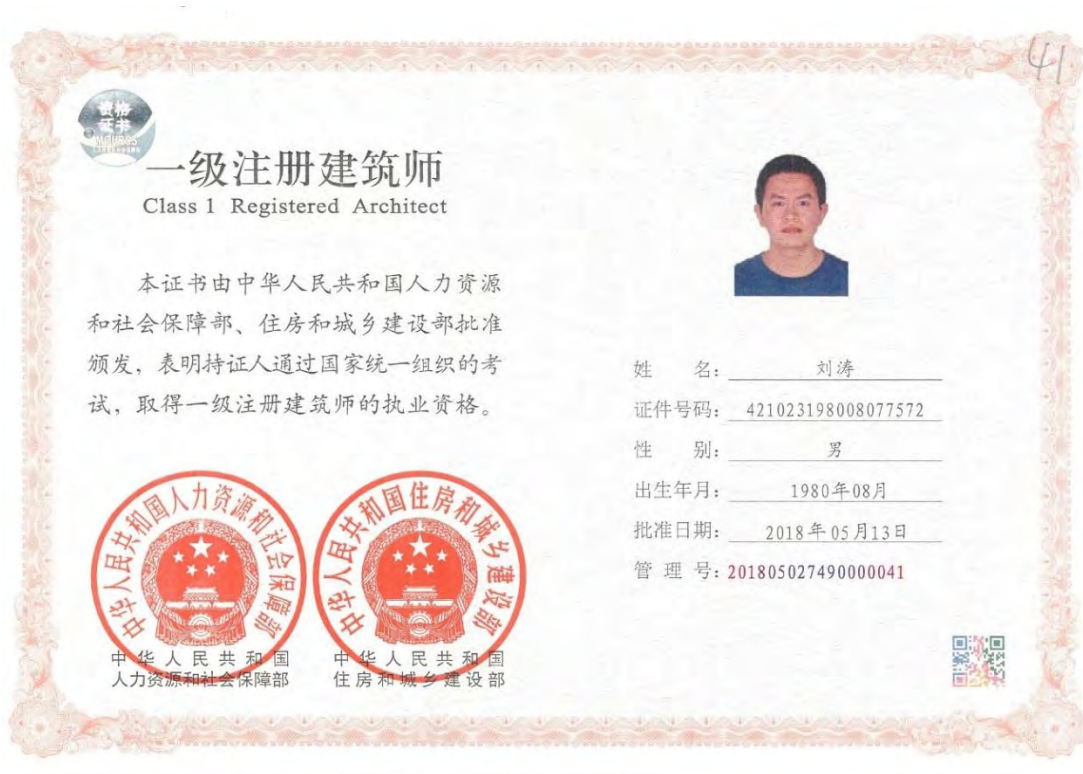 41
资格
证书
一级注册建筑师
Class 1 Registered Architect
本证书由中华人民共和国人力资源
和社会保障部、住房和城乡建设部批准
颁发，表明持证人通过国家统一组织的考
试，取得一级注册建筑师的执业资格。
中华人民共和国人力资源和社会保障部
中华人民共和国住房和城乡建设部
中华人民共和国
人力资源和社会保障部
中华人民共和国
住房和城乡建设部
姓 名：刘涛
证件号码：421023198008077572
性 别：男
出生年月：1980年08月
批准日期：2018年05月13日
管 理 号：201805027490000041